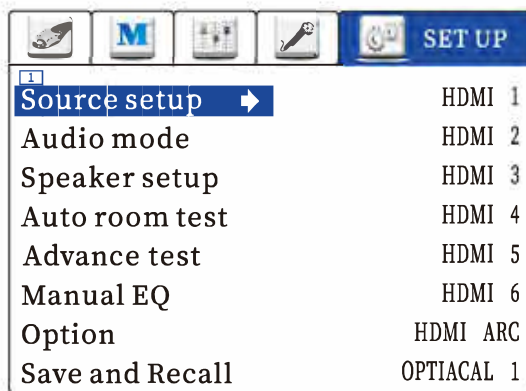 M
SET UP
1
Source setup HDMI 1
Audio mode HDMI 2
Speaker setup HDMI 3
Auto room test HDMI 4
Advance test HDMI 5
Manual EQ HDMI 6
Option HDMI ARC
Save and Recall OPTIACAL 1